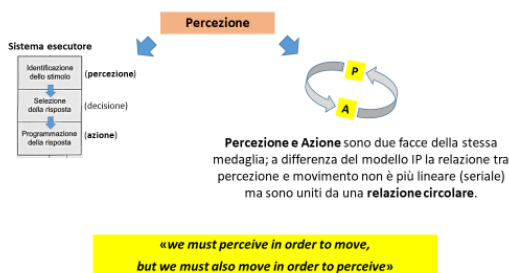 Percezione
Sistema esecutore
Identificazione
dello stimolo
(percezione)
Selezione
della risposta
(decisione)
Programmazione
della risposta
(azione)
P
A
Percezione e Azione sono due facce della stessa
medaglia; a differenza del modello IP la relazione tra
percezione e movimento non è più lineare (seriale)
ma sono uniti da una relazione circolare.
«we must perceive in order to move,
but we must also move in order to perceive»